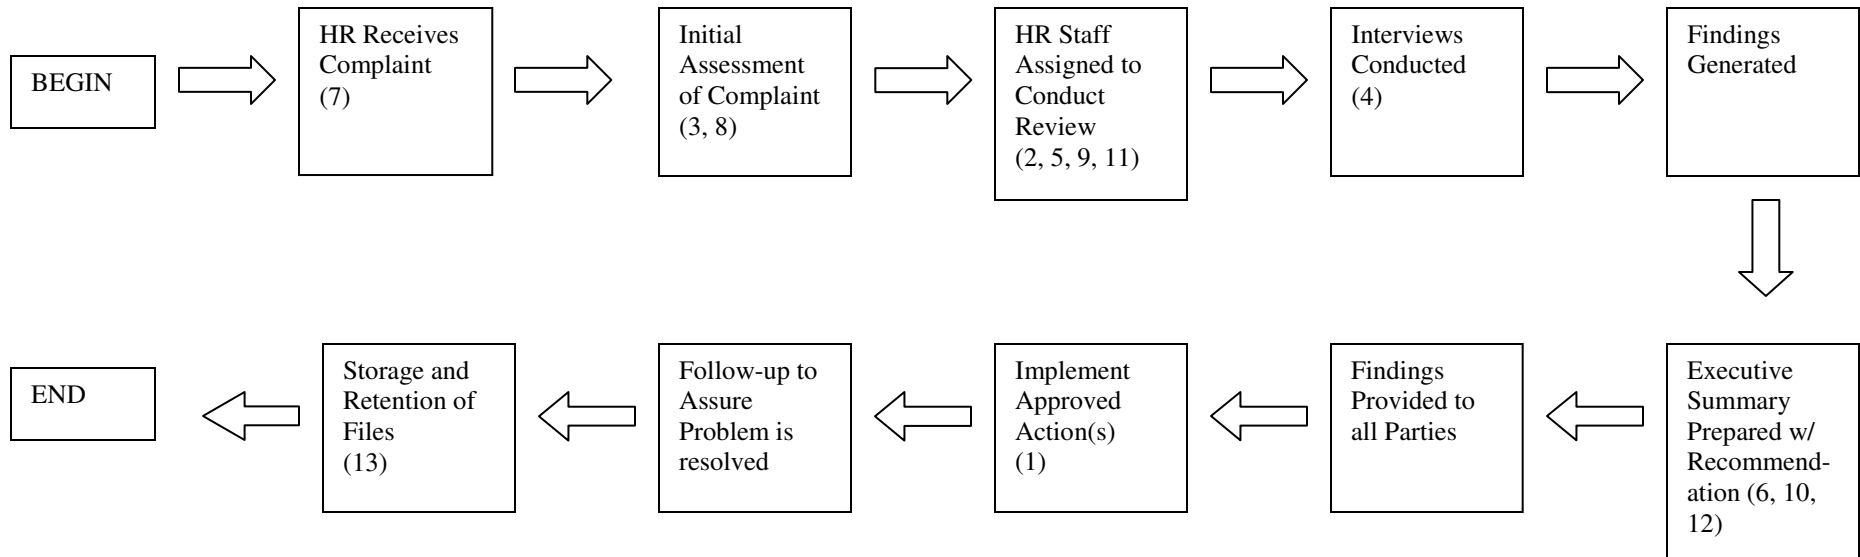 BEGIN
HR Receives
Complaint
(7)
Initial
Assessment
of Complaint
(3, 8)
HR Staff
Assigned to
Conduct
Review
(2, 5, 9, 11)
Interviews
Conducted
(4)
Findings
Generated
Executive
Summary
Prepared w/
Recommend-
ation (6, 10,
12)
Findings
Provided to
all Parties
Implement
Approved
Action(s)
(1)
Follow-up to
Assure
Problem is
resolved
Storage and
Retention of
Files
(13)
END